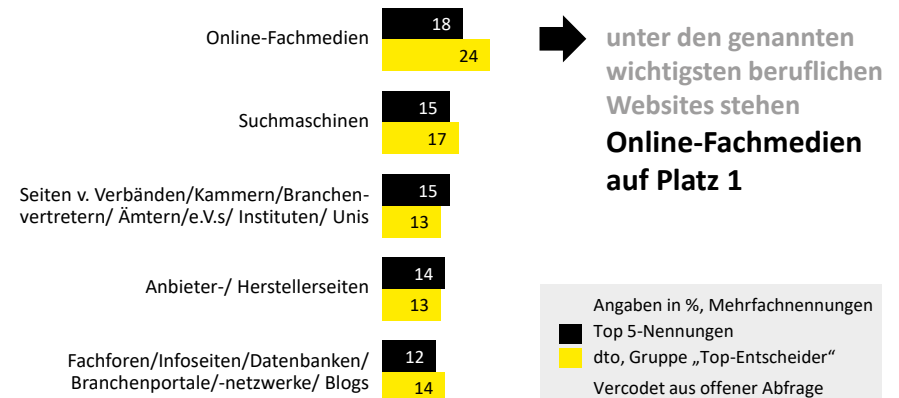 Online-Fachmedien
18
24
unter den genannten
wichtigsten beruflichen
Websites stehen
Online-Fachmedien
auf Platz 1
Suchmaschinen
15
17
Seiten v. Verbänden/Kammern/Branchen-
vertretern/ Ämtern/e.V.s/ Instituten/ Unis
15
13
Anbieter-/ Herstellerseiten
14
13
Fachforen/Infoseiten/Datenbanken/
Branchenportale/-netzwerke/ Blogs
12
14
Angaben in %, Mehrfachnennungen
Top 5-Nennungen
dto, Gruppe „Top-Entscheider“
Vercodet aus offener Abfrage